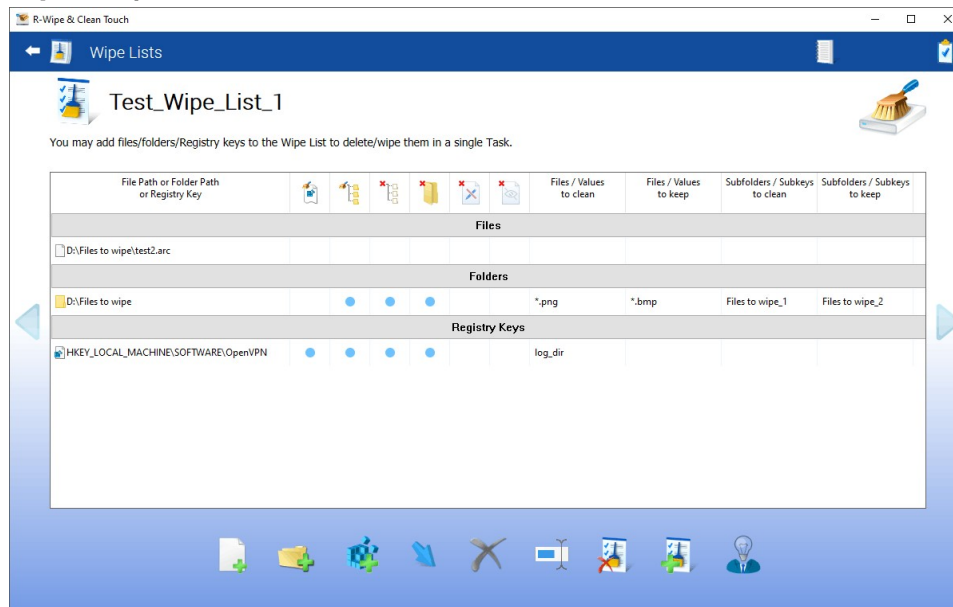 R-Wipe & Clean Touch
Wipe Lists
Test_Wipe_List_1
You may add files/folders/Registry keys to the Wipe List to delete/wipe them in a single Task.
File Path or Folder Path
or Registry Key
Files / Values
to clean
Files / Values
to keep
Subfolders / Subkeys
to clean
Subfolders / Subkeys
to keep
Files
D:\Files to wipe\test2.arc
Folders
D:\Files to wipe *.png *.bmp Files to wipe_1 Files to wipe_2
Registry Keys
HKEY_LOCAL_MACHINE\SOFTWARE\OpenVPN log_dir